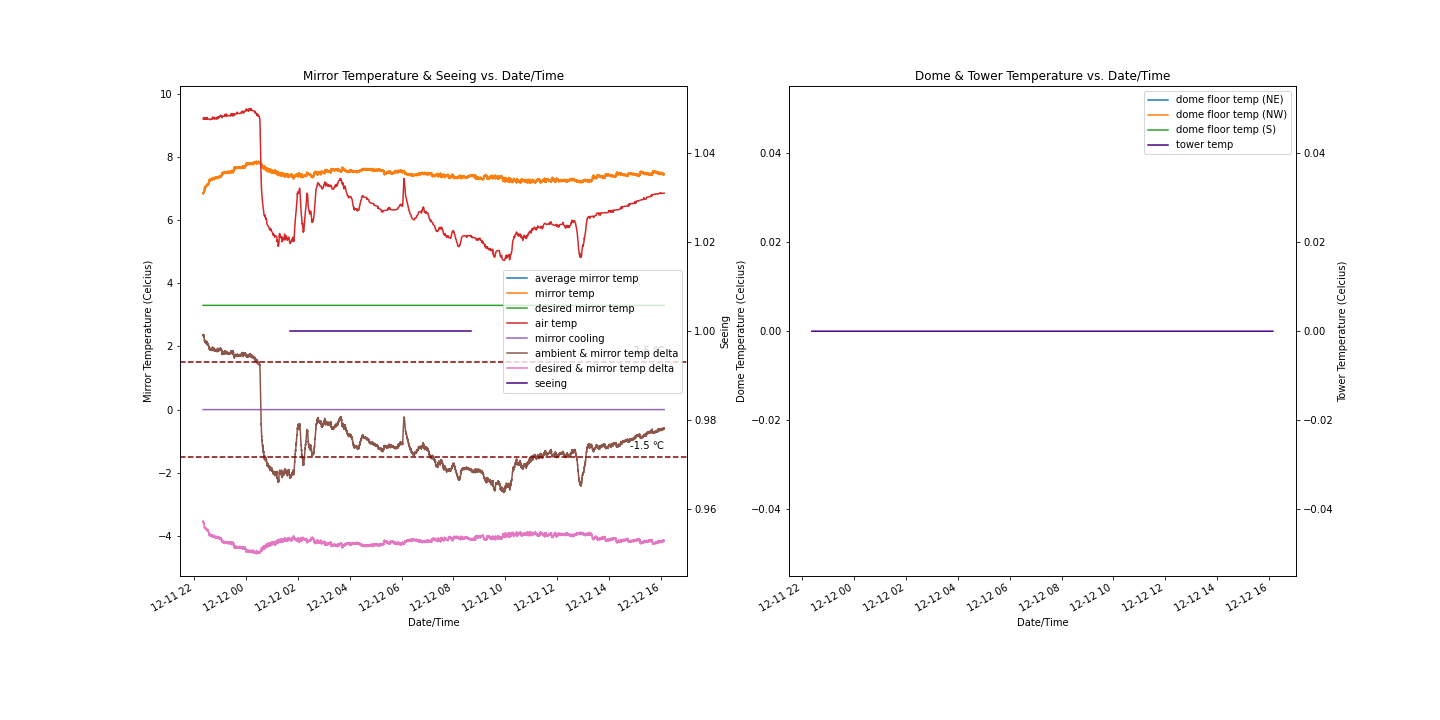 Mirror Temperature & Seeing vs. Date/Time
10
8
6
4
2
0
−2
−4
Mirror Temperature (Celcius)
1.04
1.02
1.00
0.98
0.96
Seeing
average mirror temp
mirror temp
desired mirror temp
air temp
mirror cooling
ambient & mirror temp delta
desired & mirror temp delta
seeing
1.5 ℃
-1.5 ℃
12-11 22
12-12 00
12-12 02
12-12 04
12-12 06
12-12 08
12-12 10
12-12 12
12-12 14
12-12 16
Date/Time
Dome & Tower Temperature vs. Date/Time
0.04
0.02
0.00
−0.02
−0.04
Dome Temperature (Celcius)
dome floor temp (NE)
dome floor temp (NW)
dome floor temp (S)
tower temp
0.04
0.02
0.00
−0.02
−0.04
Tower Temperature (Celcius)
12-11 22
12-12 00
12-12 02
12-12 04
12-12 06
12-12 08
12-12 10
12-12 12
12-12 14
12-12 16
Date/Time